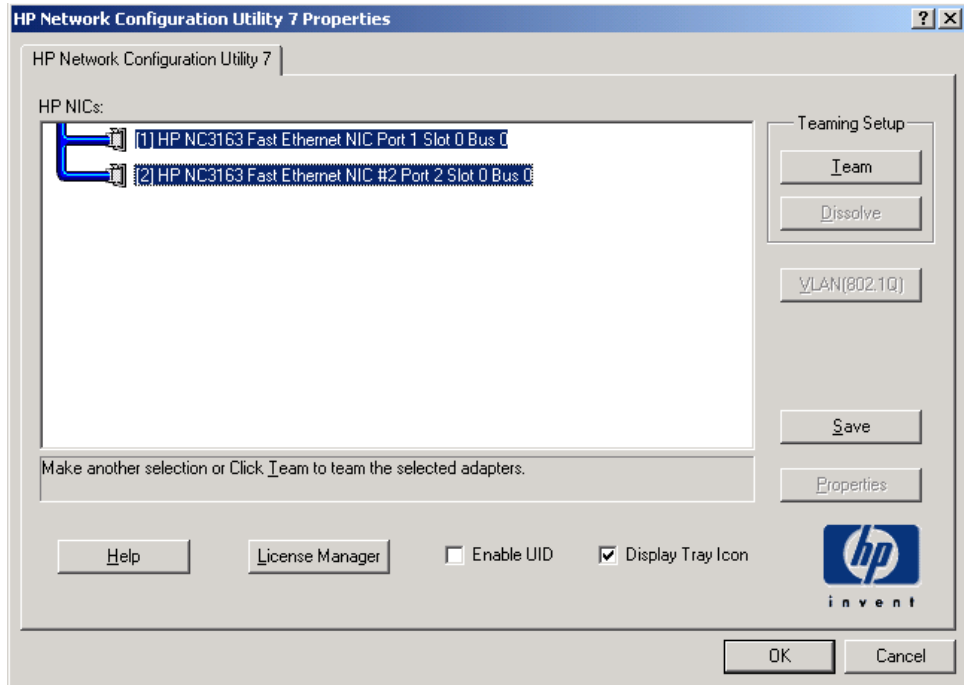 HP Network Configuration Utility 7 Properties
HP Network Configuration Utility 7
HP NICs:
[1] HP NC3163 Fast Ethernet NIC Port 1 Slot 0 Bus 0
[2] HP NC3163 Fast Ethernet NIC #2 Port 2 Slot 0 Bus 0
Teaming Setup
Team
Dissolve
VLAN(802.1Q)
Save
Make another selection or Click Team to team the selected adapters.
Properties
Help
License Manager
Enable UID
Display Tray Icon
hp
invent
OK
Cancel